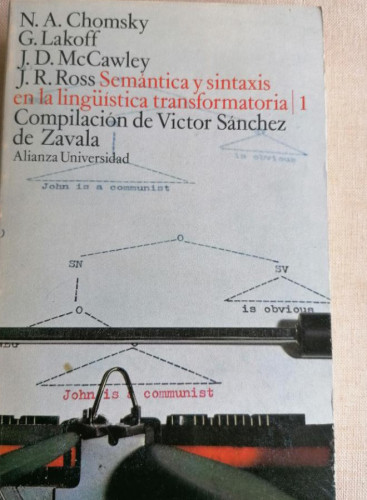 N. A. Chomsky
G. Lakoff
J. D. McCawley
J. R. Ross Semántica y sintaxis
en la lingüística transformatoria | 1
Compilación de Victor Sánchez
de Zavala
Alianza Universidad
is obvious
John is a communist
O
SN
SV
O
is obvious
O
John is a communist